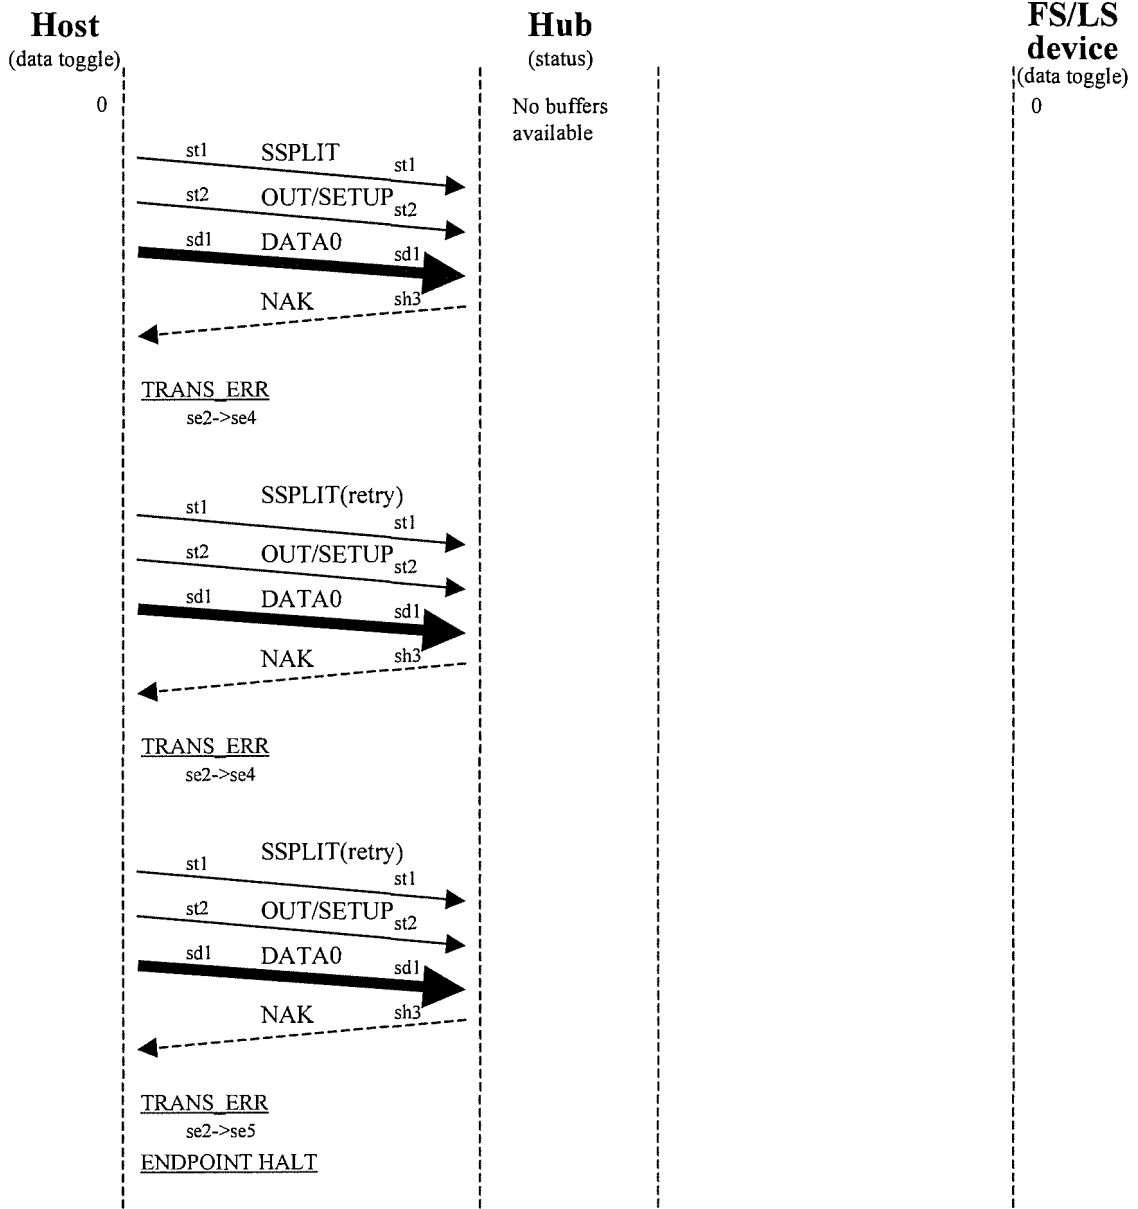 Host
(data toggle)
Hub
(status)
FS/LS
device
(data toggle)
0
No buffers
available
0
st1 SSPLIT st1
st2 OUT/SETUP st2
sd1 DATA0 sd1
NAK sh3
TRANS_ERR
se2->se4
SSPLIT(retry)
st1 st1
st2 OUT/SETUP st2
sd1 DATA0 sd1
NAK sh3
TRANS_ERR
se2->se4
SSPLIT(retry)
st1 st1
st2 OUT/SETUP st2
sd1 DATA0 sd1
NAK sh3
TRANS_ERR
se2->se5
ENDPOINT HALT